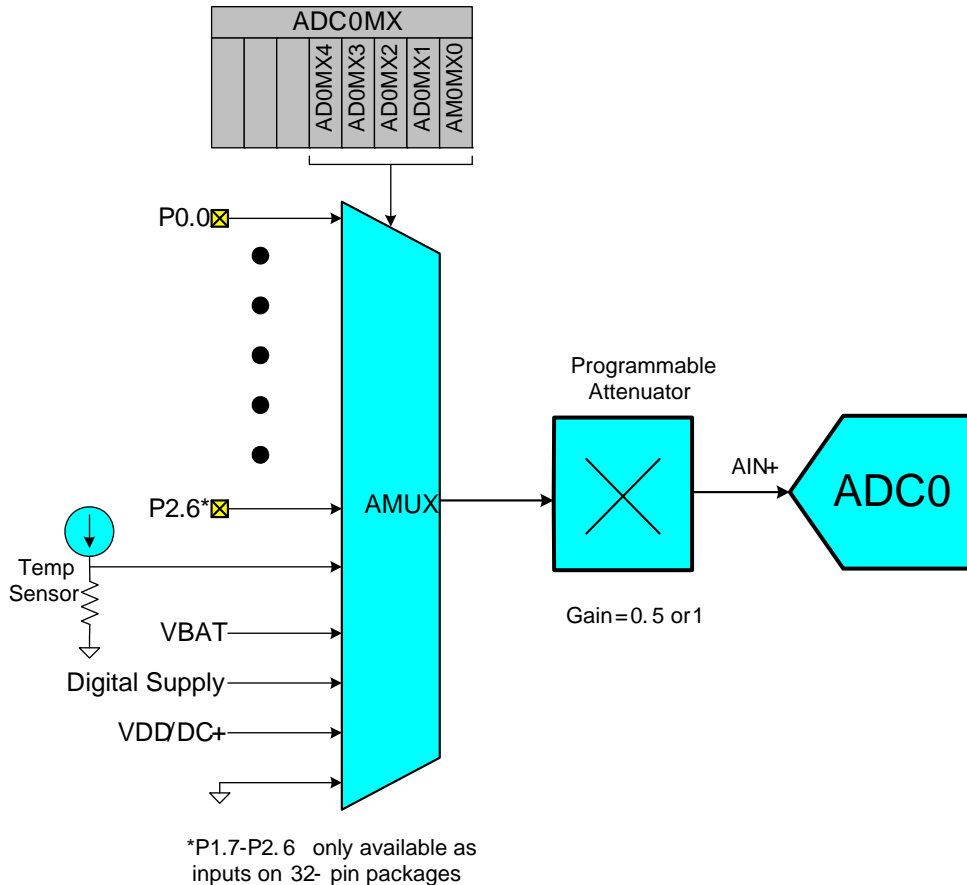 ADC0MX
AD0MX4
AD0MX3
AD0MX2
AD0MX1
AM0MX0
P0.0
Programmable
Attenuator
P2.6*
AMUX
AIN+
ADC0
Temp
Sensor
Gain=0.5 or1
VBAT
Digital Supply
VDD/DC+
*P1.7-P2.6 only available as
inputs on 32- pin packages